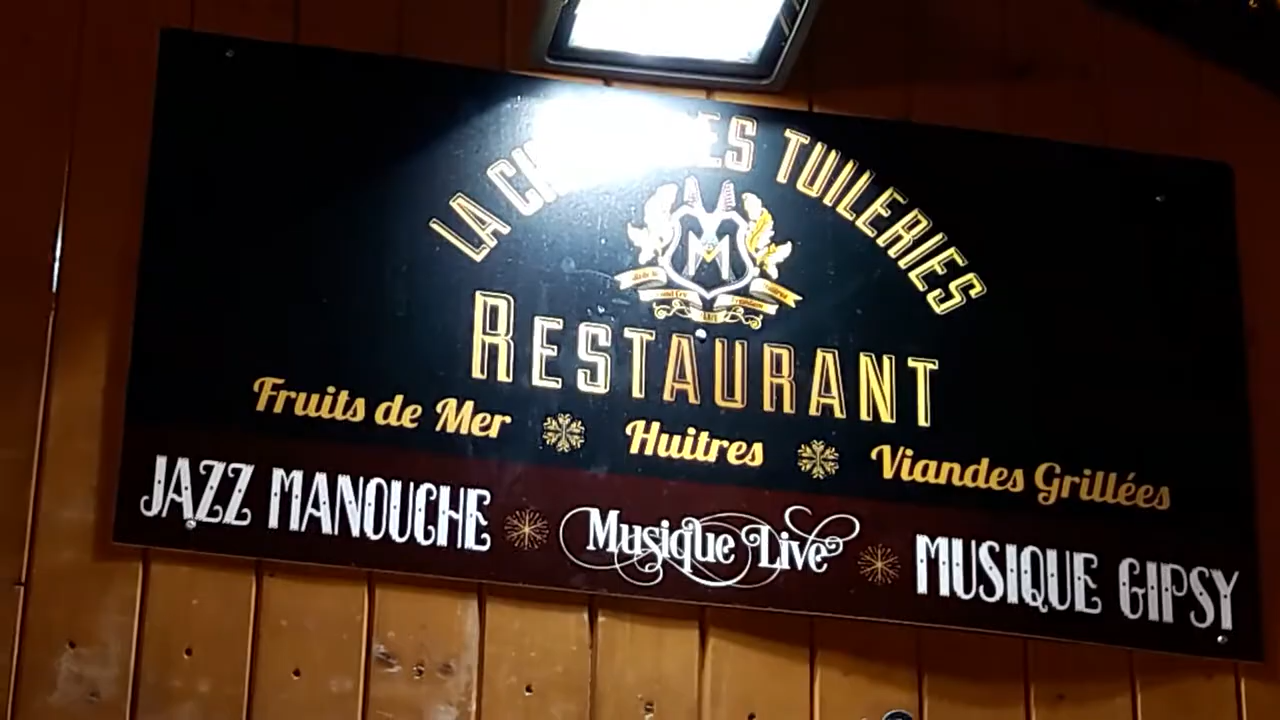 LA TUILERIES
M
RESTAURANT
Fruits de Mer Huitres Viandes Grillées
JAZZ MANOUCHE Musique Live MUSIQUE GIPSY